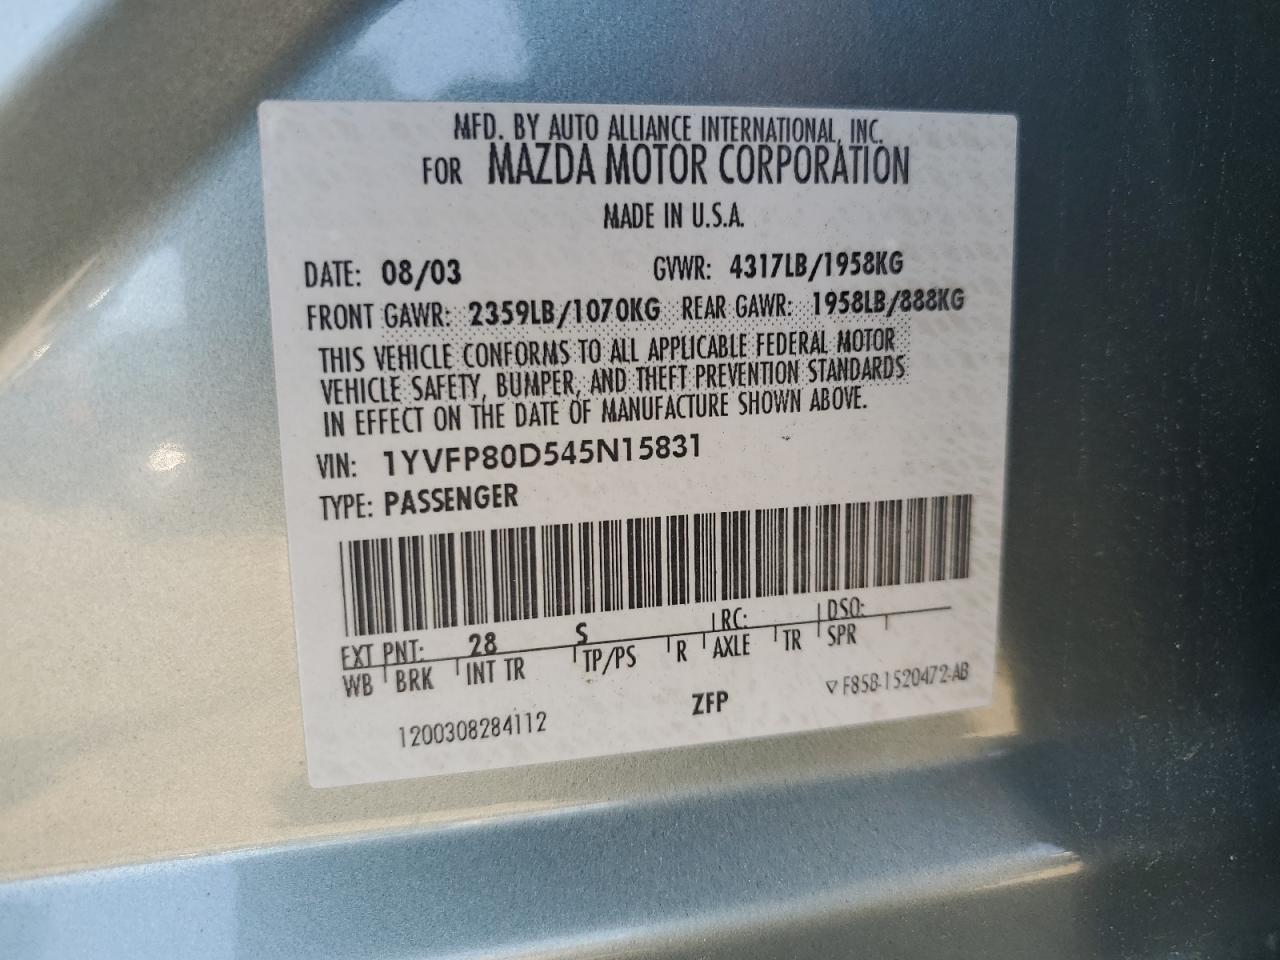 MFD. BY AUTO ALLIANCE INTERNATIONAL, INC.
FOR MAZDA MOTOR CORPORATION
MADE IN U.S.A.
DATE: 08/03 GVWR: 4317LB/1958KG
FRONT GAWR: 2359LB/1070KG REAR GAWR: 1958LB/888KG
THIS VEHICLE CONFORMS TO ALL APPLICABLE FEDERAL MOTOR
VEHICLE SAFETY, BUMPER, AND THEFT PREVENTION STANDARDS
IN EFFECT ON THE DATE OF MANUFACTURE SHOWN ABOVE.
VIN: 1YVFP80D545N15831
TYPE: PASSENGER
EXT PNT: 28 S RC: DSO:
WB BRK INT TR TP/PS R AXLE TR SPR
1200308284112 ZFP ▽ F85B-1520472-AB